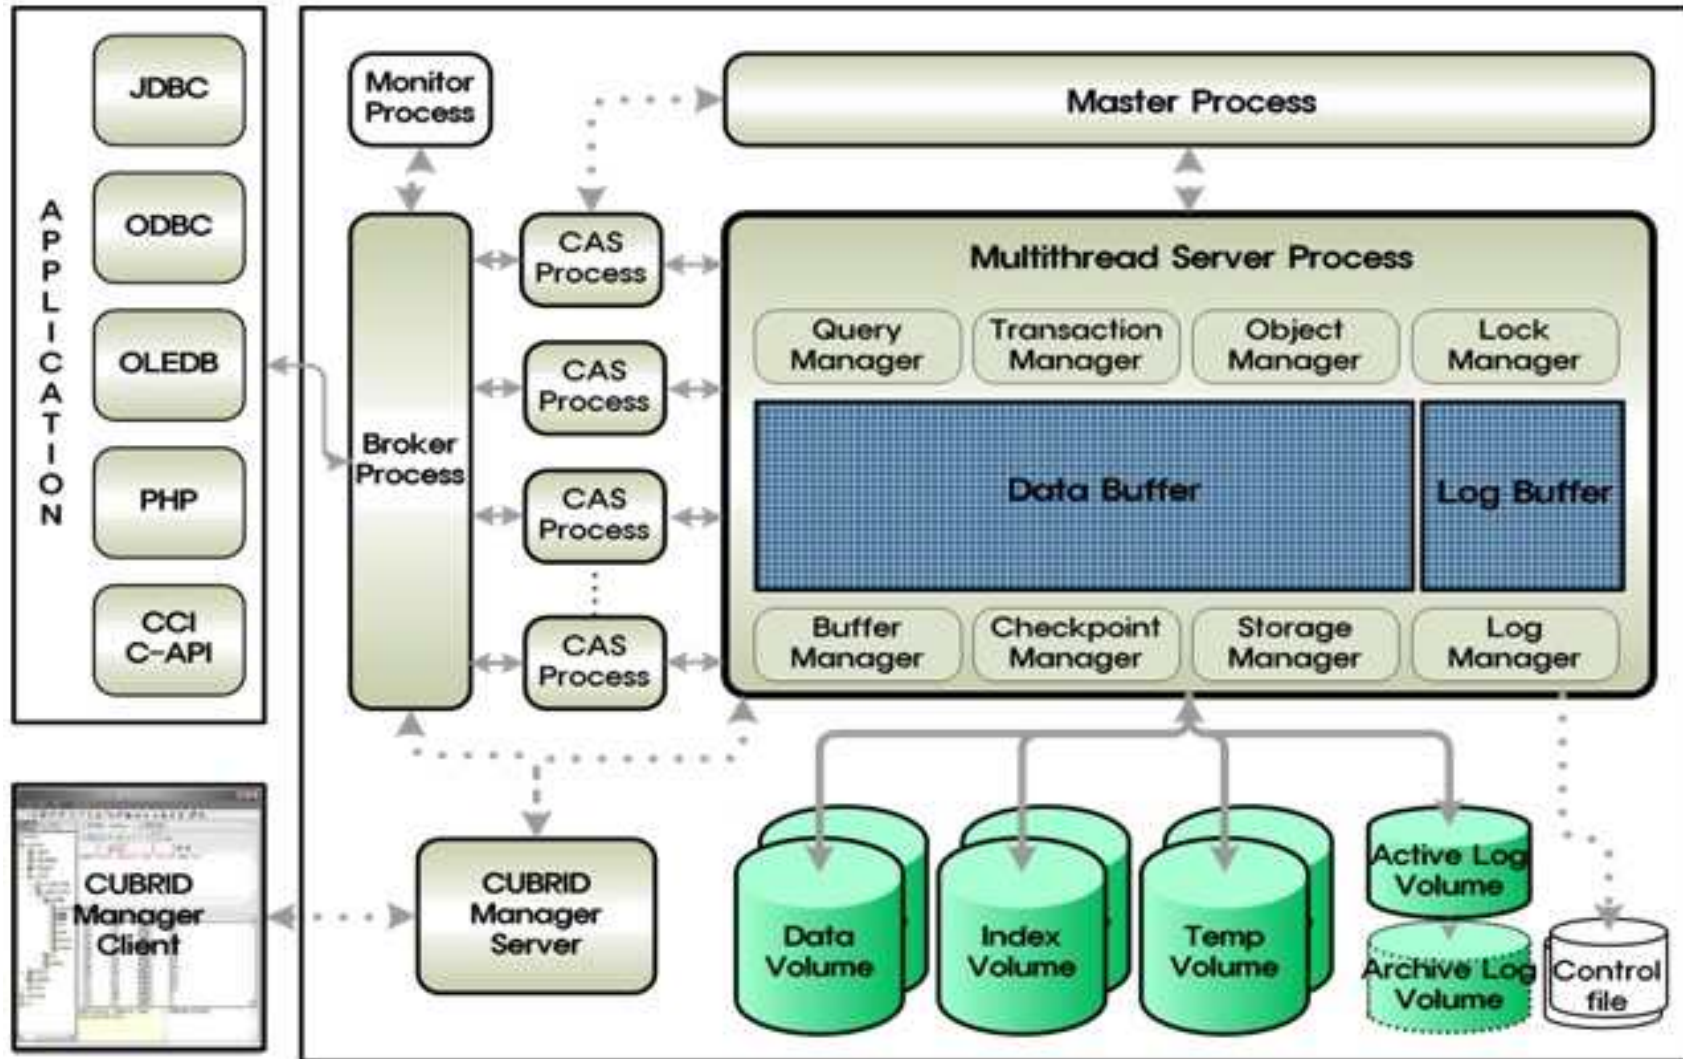 APPLICATION
JDBC
ODBC
OLEDB
PHP
CCI
C-API
Monitor
Process
Master Process
Broker
Process
CAS
Process
CAS
Process
CAS
Process
CAS
Process
Multithread Server Process
Query
Manager
Transaction
Manager
Object
Manager
Lock
Manager
Data Buffer
Log Buffer
Buffer
Manager
Checkpoint
Manager
Storage
Manager
Log
Manager
CUBRID
Manager
Client
CUBRID
Manager
Server
Data
Volume
Index
Volume
Temp
Volume
Active Log
Volume
Archive Log
Volume
Control
file